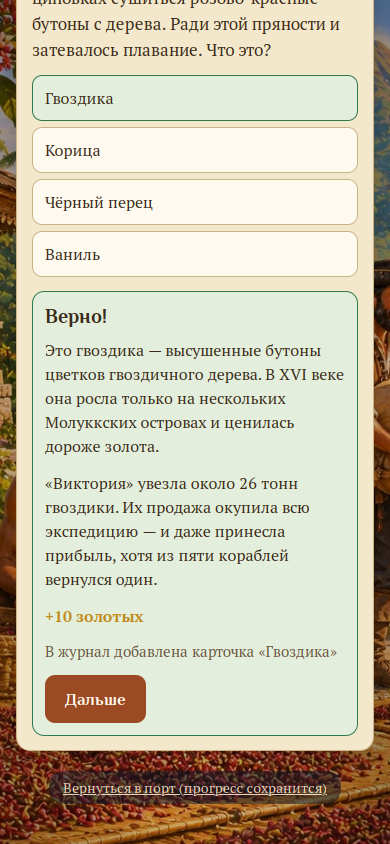 циновках сушиться розово-красные
бутоны с дерева. Ради этой пряности и
затевалось плавание. Что это?
Гвоздика
Корица
Чёрный перец
Ваниль
Верно!
Это гвоздика — высушенные бутоны
цветков гвоздичного дерева. В XVI веке
она росла только на нескольких
Молуккских островах и ценилась
дороже золота.
«Виктория» увезла около 26 тонн
гвоздики. Их продажа окупила всю
экспедицию — и даже принесла
прибыль, хотя из пяти кораблей
вернулся один.
+10 золотых
В журнал добавлена карточка «Гвоздика»
Дальше
Вернуться в порт (прогресс сохранится)